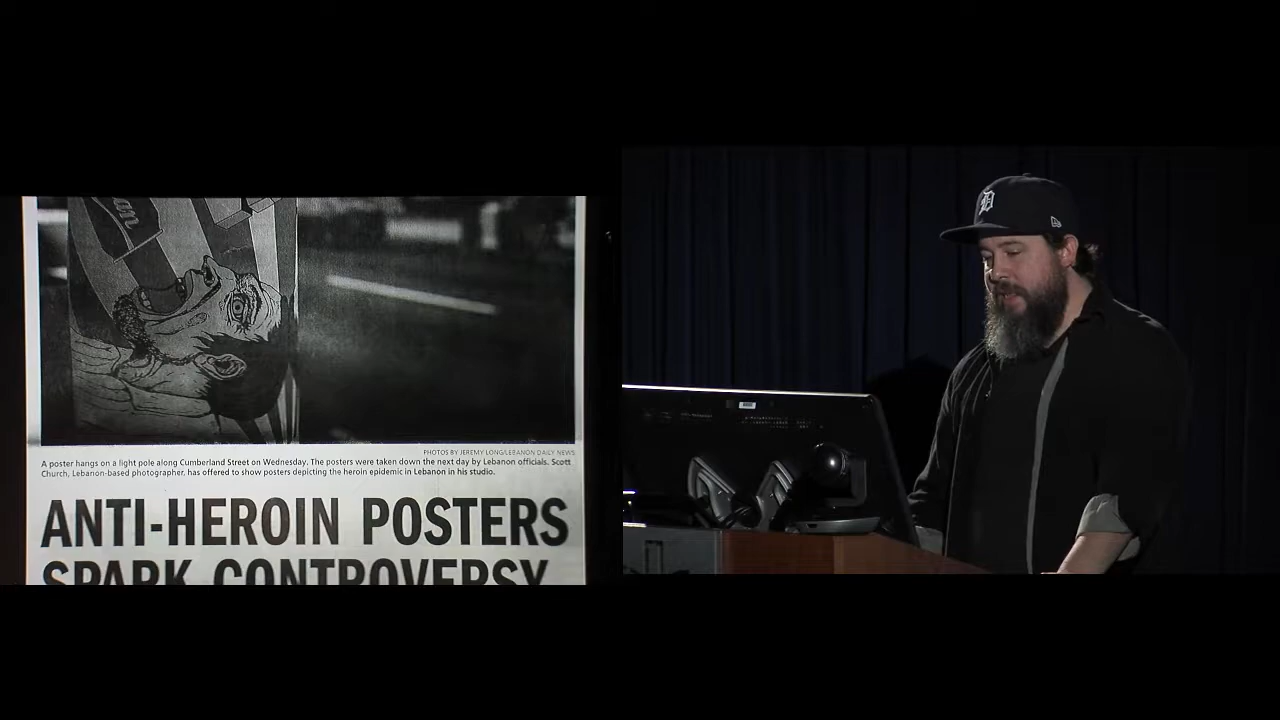 PHOTOS BY JEREMY LONG/LEBANON DAILY NEWS
A poster hangs on a light pole along Cumberland Street on Wednesday. The posters were taken down the next day by Lebanon officials. Scott
Church, Lebanon-based photographer, has offered to show posters depicting the heroin epidemic in Lebanon in his studio.
ANTI-HEROIN POSTERS
SPARK CONTROVERSY
D